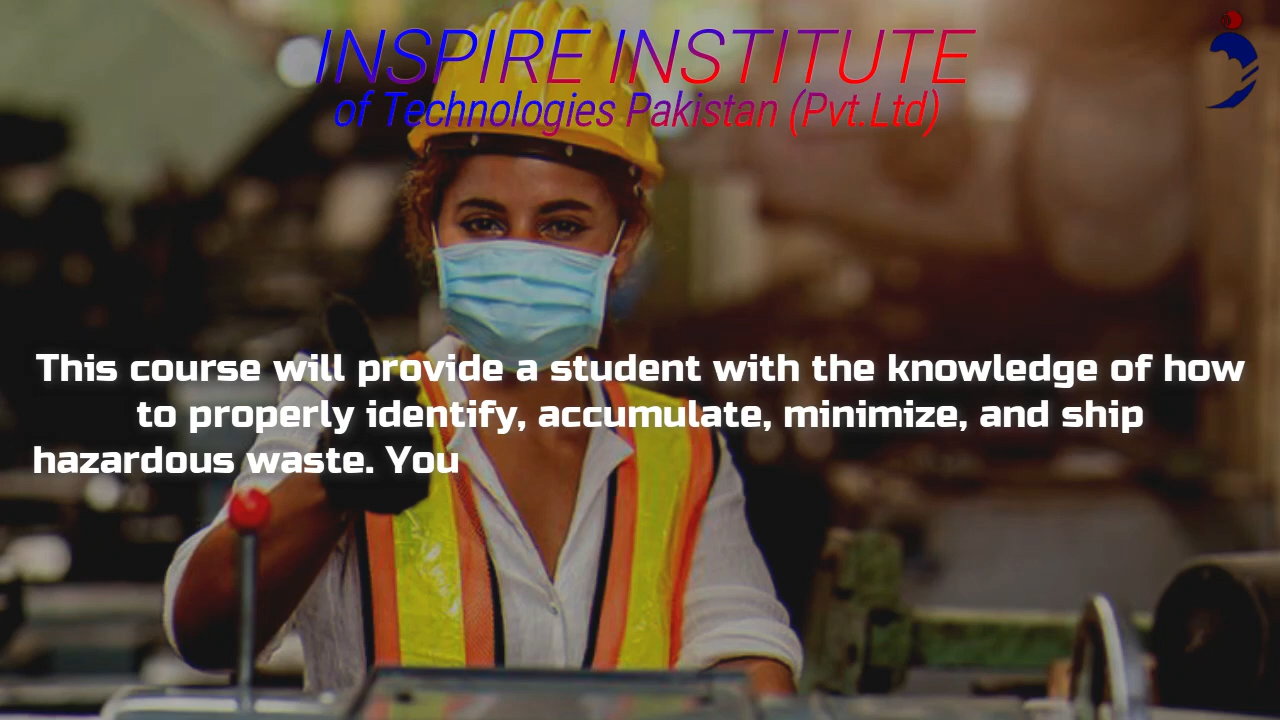 INSPIRE INSTITUTE
of Technologies Pakistan (Pvt.Ltd)
This course will provide a student with the knowledge of how
to properly identify, accumulate, minimize, and ship
hazardous waste. You